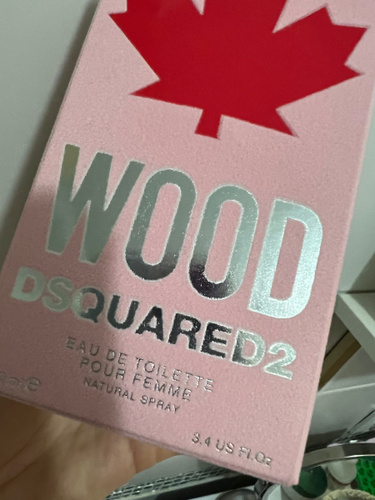 WOOD
DSQUARED2
EAU DE TOILETTE
POUR FEMME
NATURAL SPRAY
3.4 US Fl.Oz